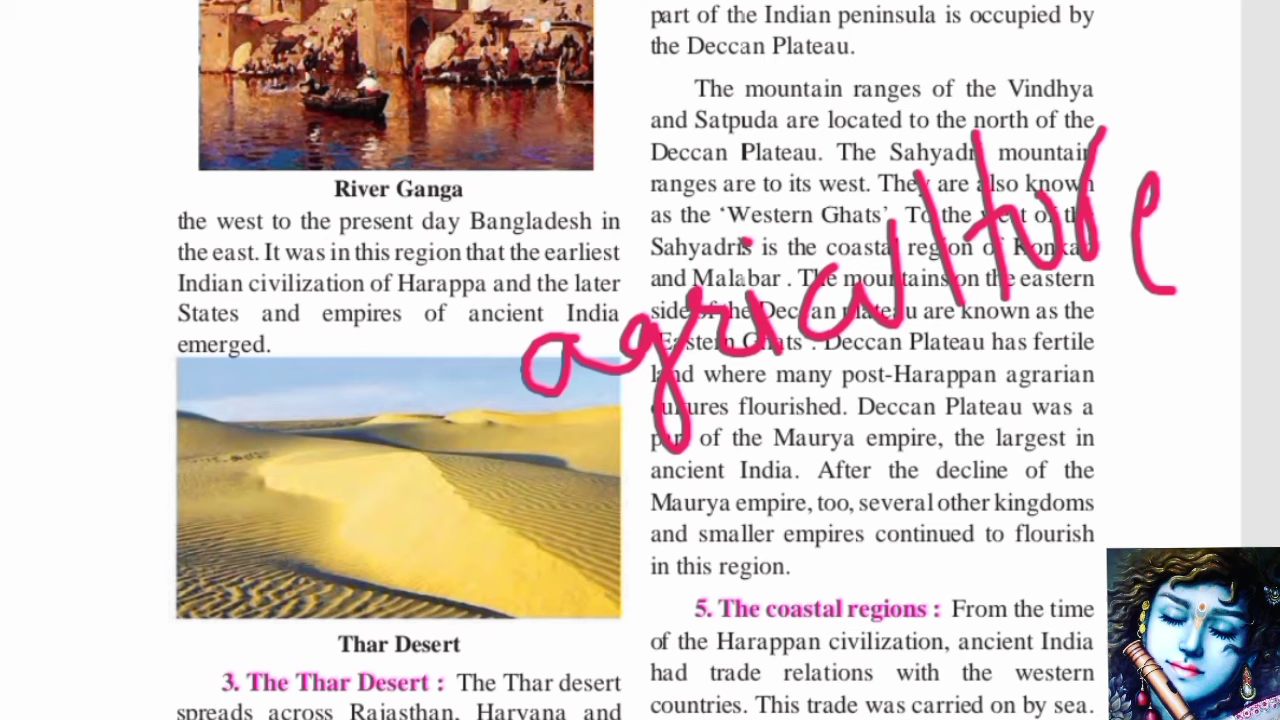 River Ganga
the west to the present day Bangladesh in
the east. It was in this region that the earliest
Indian civilization of Harappa and the later
States and empires of ancient India
emerged.
Thar Desert
3. The Thar Desert : The Thar desert
spreads across Rajasthan, Haryana and
part of the Indian peninsula is occupied by
the Deccan Plateau.
The mountain ranges of the Vindhya
and Satpuda are located to the north of the
Deccan Plateau. The Sahyadri mountain
ranges are to its west. They are also known
as the ‘Western Ghats’. To the west of the
Sahyadris is the coastal region of Konkan
and Malabar . The mountains on the eastern
side of the Deccan plateau are known as the
‘Eastern Ghats’. Deccan Plateau has fertile
land where many post-Harappan agrarian
cultures flourished. Deccan Plateau was a
part of the Maurya empire, the largest in
ancient India. After the decline of the
Maurya empire, too, several other kingdoms
and smaller empires continued to flourish
in this region.
5. The coastal regions : From the time
of the Harappan civilization, ancient India
had trade relations with the western
countries. This trade was carried on by sea.
agriculture